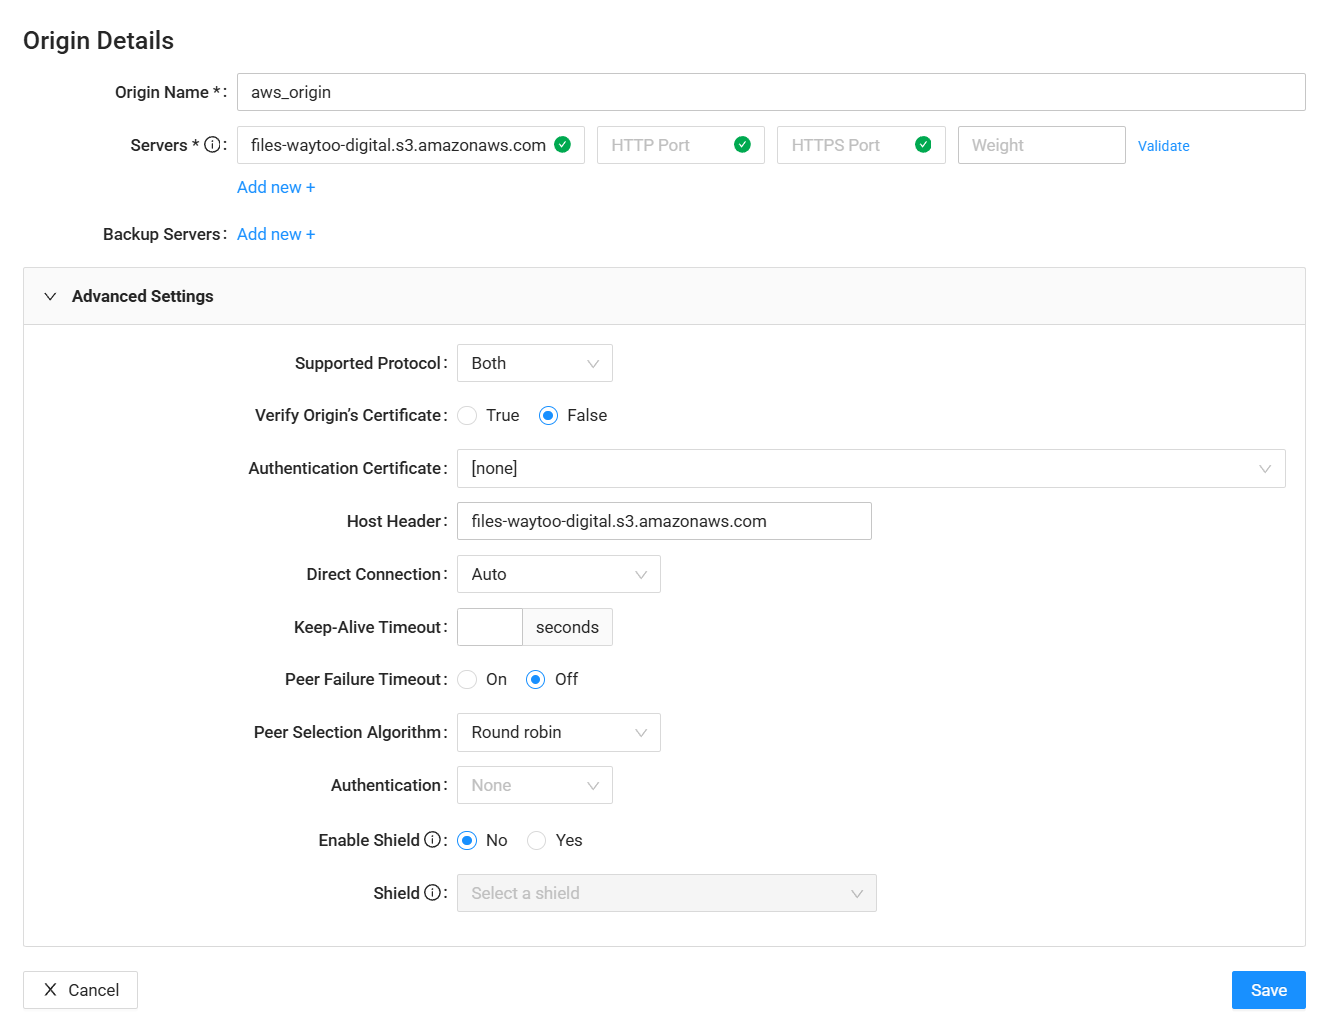 Origin Details
Origin Name *: aws_origin
Servers * : files-waytoo-digital.s3.amazonaws.com HTTP Port HTTPS Port Weight Validate
Add new +
Backup Servers: Add new +
Advanced Settings
Supported Protocol: Both
Verify Origin’s Certificate: True False
Authentication Certificate: [none]
Host Header: files-waytoo-digital.s3.amazonaws.com
Direct Connection: Auto
Keep-Alive Timeout: seconds
Peer Failure Timeout: On Off
Peer Selection Algorithm: Round robin
Authentication: None
Enable Shield : No Yes
Shield : Select a shield
Cancel Save